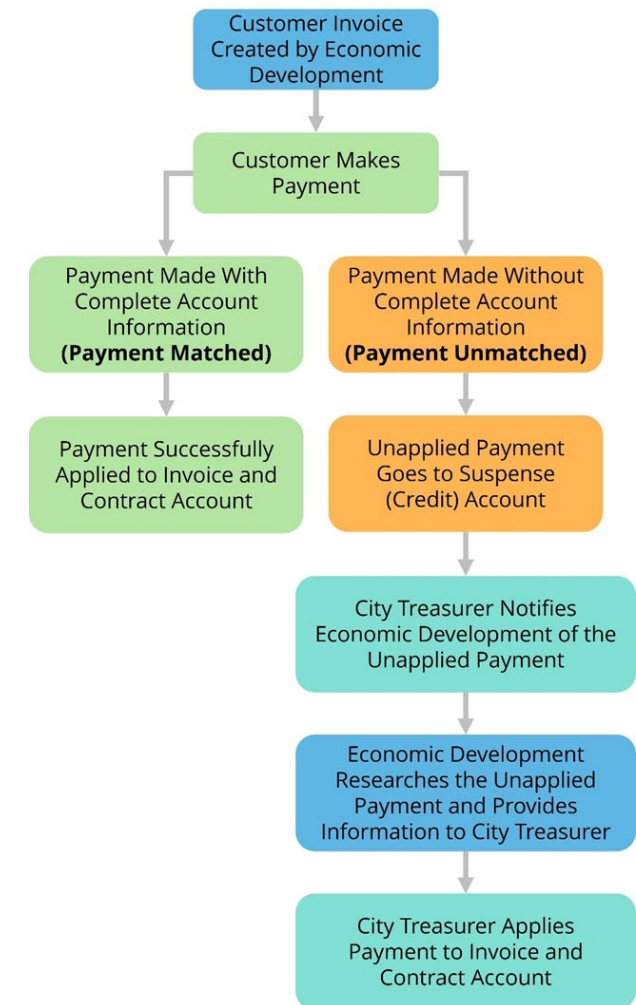 Customer Invoice
Created by Economic
Development
Customer Makes
Payment
Payment Made With
Complete Account
Information
(Payment Matched)
Payment Made Without
Complete Account
Information
(Payment Unmatched)
Payment Successfully
Applied to Invoice and
Contract Account
Unapplied Payment
Goes to Suspense
(Credit) Account
City Treasurer Notifies
Economic Development of the
Unapplied Payment
Economic Development
Researches the Unapplied
Payment and Provides
Information to City Treasurer
City Treasurer Applies
Payment to Invoice and
Contract Account